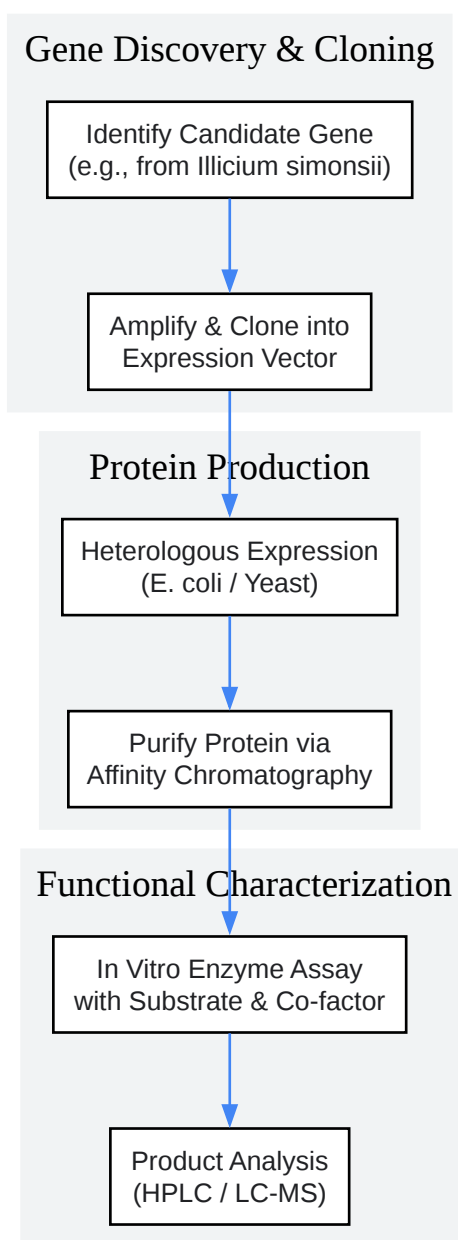 Gene Discovery & Cloning
Identify Candidate Gene
(e.g., from Illicium simonsii)
Amplify & Clone into
Expression Vector
Protein Production
Heterologous Expression
(E. coli / Yeast)
Purify Protein via
Affinity Chromatography
Functional Characterization
In Vitro Enzyme Assay
with Substrate & Co-factor
Product Analysis
(HPLC / LC-MS)